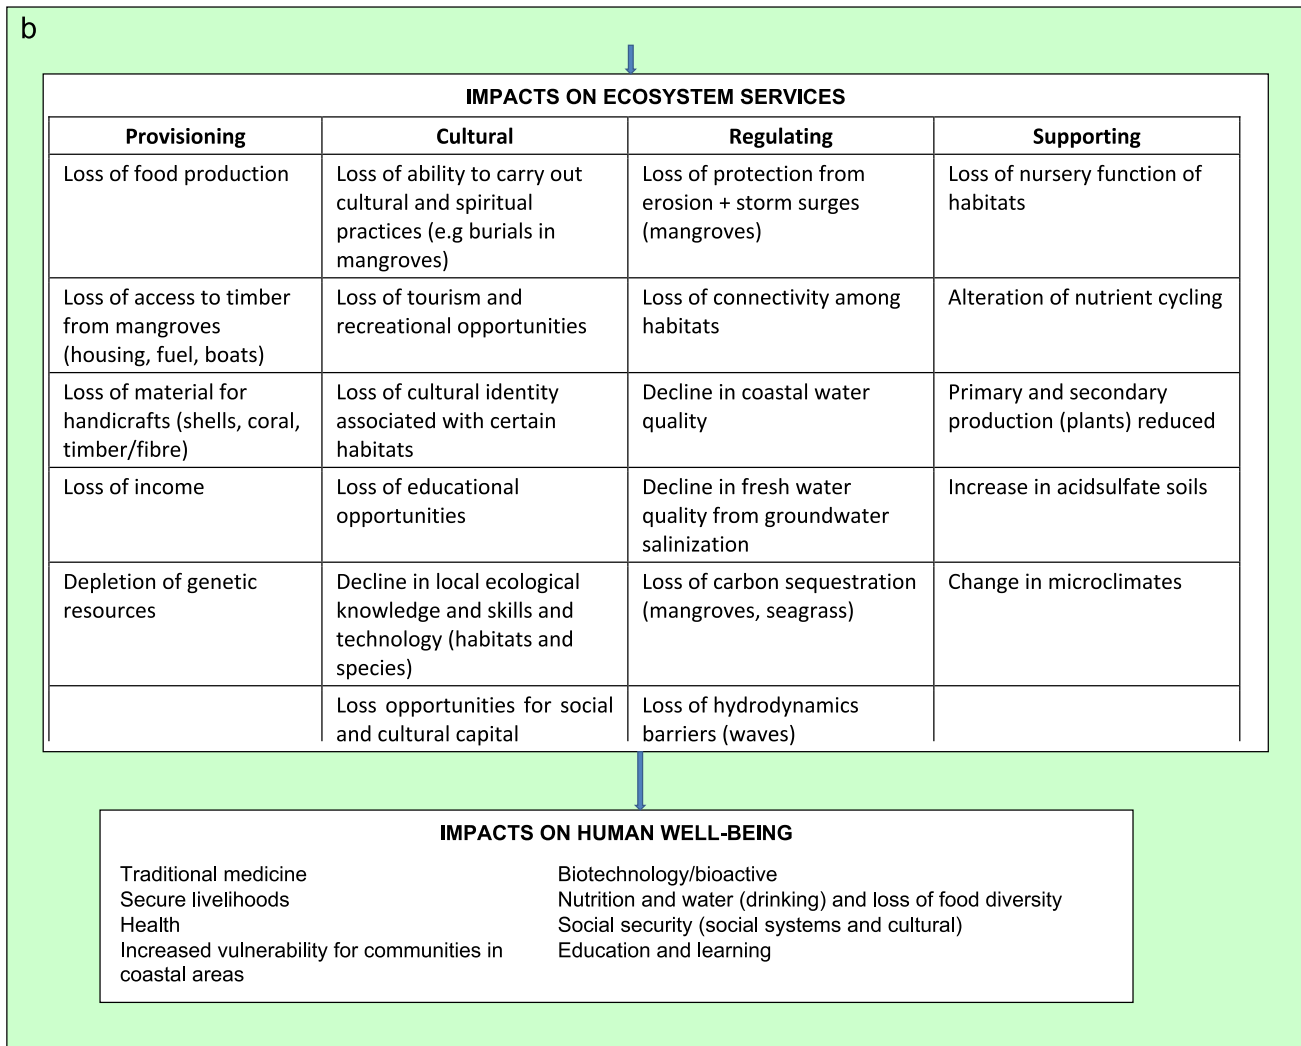 b
IMPACTS ON ECOSYSTEM SERVICES
Provisioning
Cultural
Regulating
Supporting
Loss of food production
Loss of ability to carry out
cultural and spiritual
practices (e.g burials in
mangroves)
Loss of protection from
erosion + storm surges
(mangroves)
Loss of nursery function of
habitats
Loss of access to timber
from mangroves
(housing, fuel, boats)
Loss of tourism and
recreational opportunities
Loss of connectivity among
habitats
Alteration of nutrient cycling
Loss of material for
handicrafts (shells, coral,
timber/fibre)
Loss of cultural identity
associated with certain
habitats
Decline in coastal water
quality
Primary and secondary
production (plants) reduced
Loss of income
Loss of educational
opportunities
Decline in fresh water
quality from groundwater
salinization
Increase in acidsulfate soils
Depletion of genetic
resources
Decline in local ecological
knowledge and skills and
technology (habitats and
species)
Loss of carbon sequestration
(mangroves, seagrass)
Change in microclimates
Loss opportunities for social
and cultural capital
Loss of hydrodynamics
barriers (waves)
IMPACTS ON HUMAN WELL-BEING
Traditional medicine
Secure livelihoods
Health
Increased vulnerability for communities in
coastal areas
Biotechnology/bioactive
Nutrition and water (drinking) and loss of food diversity
Social security (social systems and cultural)
Education and learning